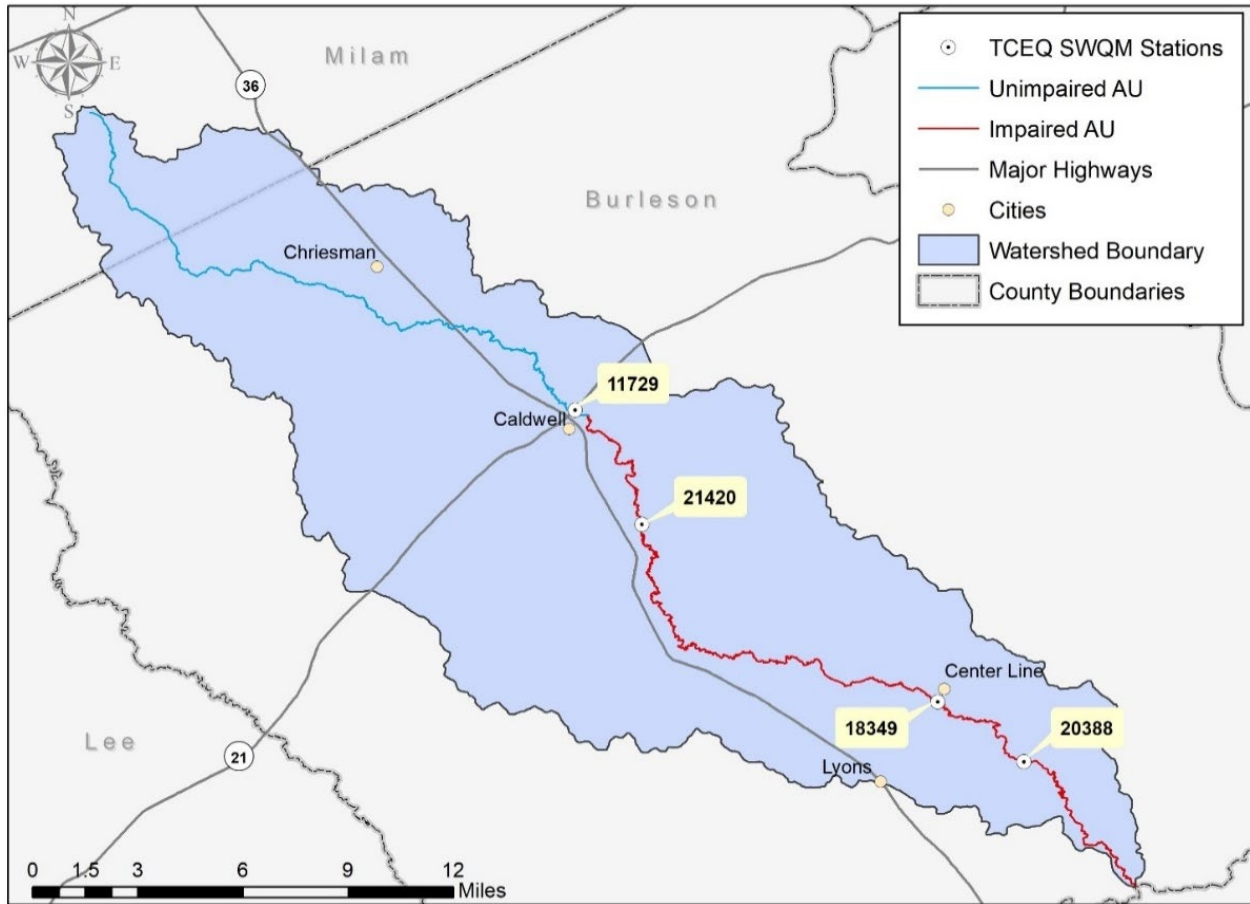 N
W E
S
36
Milam
Burleson
Lee
21
Chriesman
11729
Caldwell
21420
Center Line
18349
20388
Lyons
TCEQ SWQM Stations
Unimpaired AU
Impaired AU
Major Highways
Cities
Watershed Boundary
County Boundaries
0 1.5 3 6 9 12
Miles